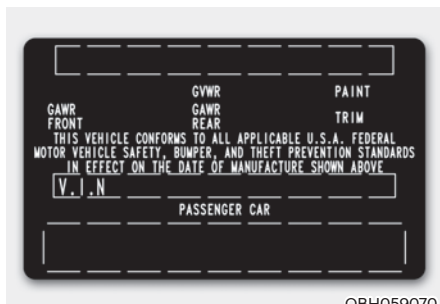 GVWR PAINT
GAWR FRONT GAWR REAR TRIM
THIS VEHICLE CONFORMS TO ALL APPLICABLE U.S.A. FEDERAL
MOTOR VEHICLE SAFETY, BUMPER, AND THEFT PREVENTION STANDARDS
IN EFFECT ON THE DATE OF MANUFACTURE SHOWN ABOVE
V.I.N
PASSENGER CAR
OBH059070